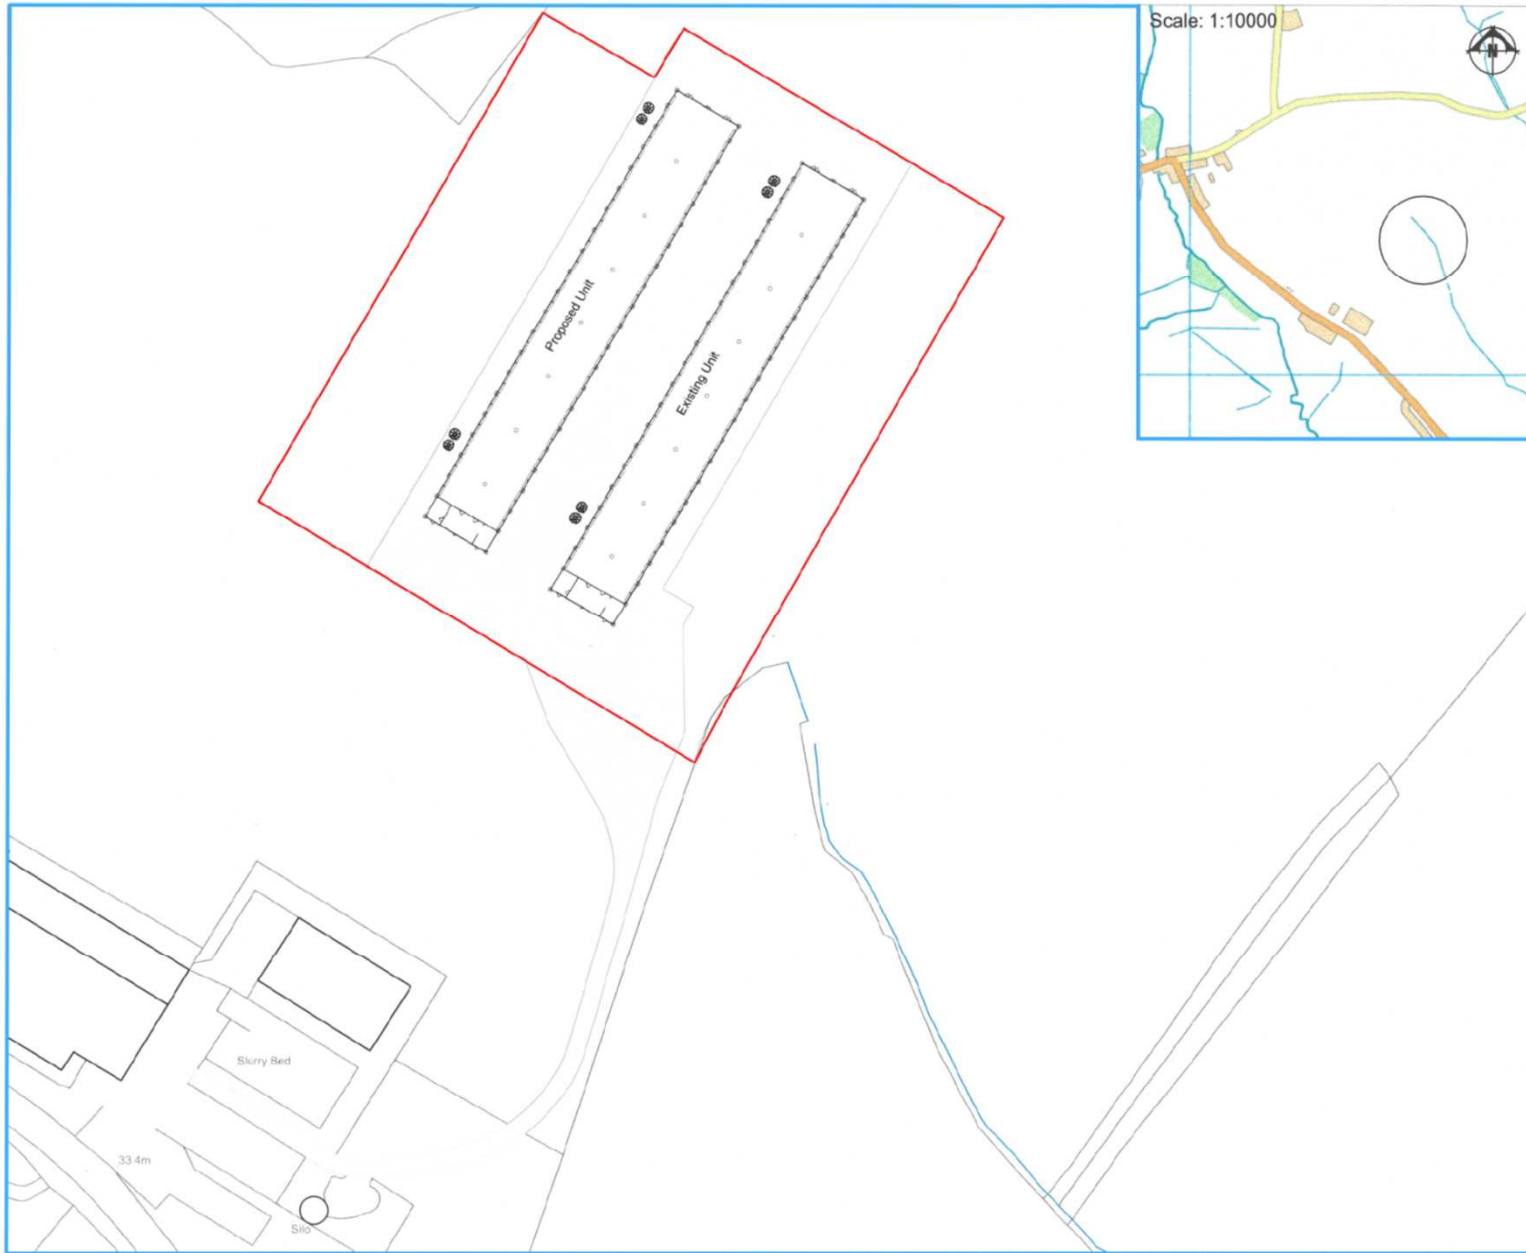 Scale: 1:10000
N
Proposed Unit
Existing Unit
Slurry Bed
33.4m
Silo